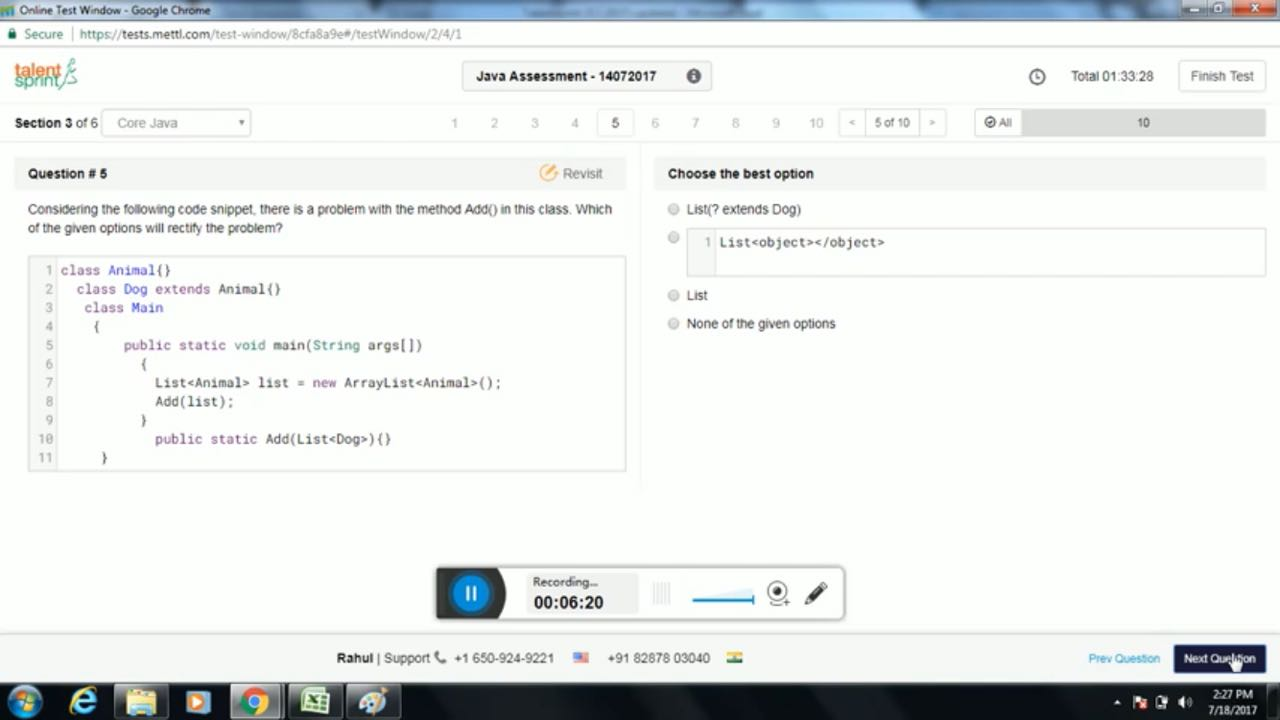 Online Test Window - Google Chrome
Secure | https://tests.mettl.com/test-window/8cfa8a9e#/testWindow/2/4/1
talent sprint
Java Assessment - 14072017
Total 01:33:28
Finish Test
Section 3 of 6
Core Java
1 2 3 4 5 6 7 8 9 10 < 5 of 10 >
All
10
Question # 5
Revisit
Considering the following code snippet, there is a problem with the method Add() in this class. Which
of the given options will rectify the problem?
1 class Animal{}
2 class Dog extends Animal{}
3 class Main
4 {
5 public static void main(String args[])
6 {
7 List<Animal> list = new ArrayList<Animal>();
8 Add(list);
9 }
10 public static Add(List<Dog>){}
11 }
Choose the best option
List(? extends Dog)
1 List<object></object>
List
None of the given options
Recording...
00:06:20
Rahul | Support +1 650-924-9221 +91 82878 03040
Prev Question
Next Question
2:27 PM
7/18/2017